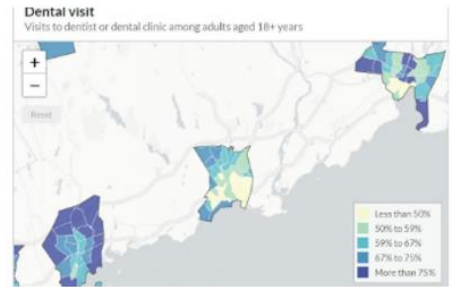 Dental visit
Visits to dentist or dental clinic among adults aged 18+ years
+
−
Reset
Less than 50%
50% to 59%
59% to 67%
67% to 75%
More than 75%